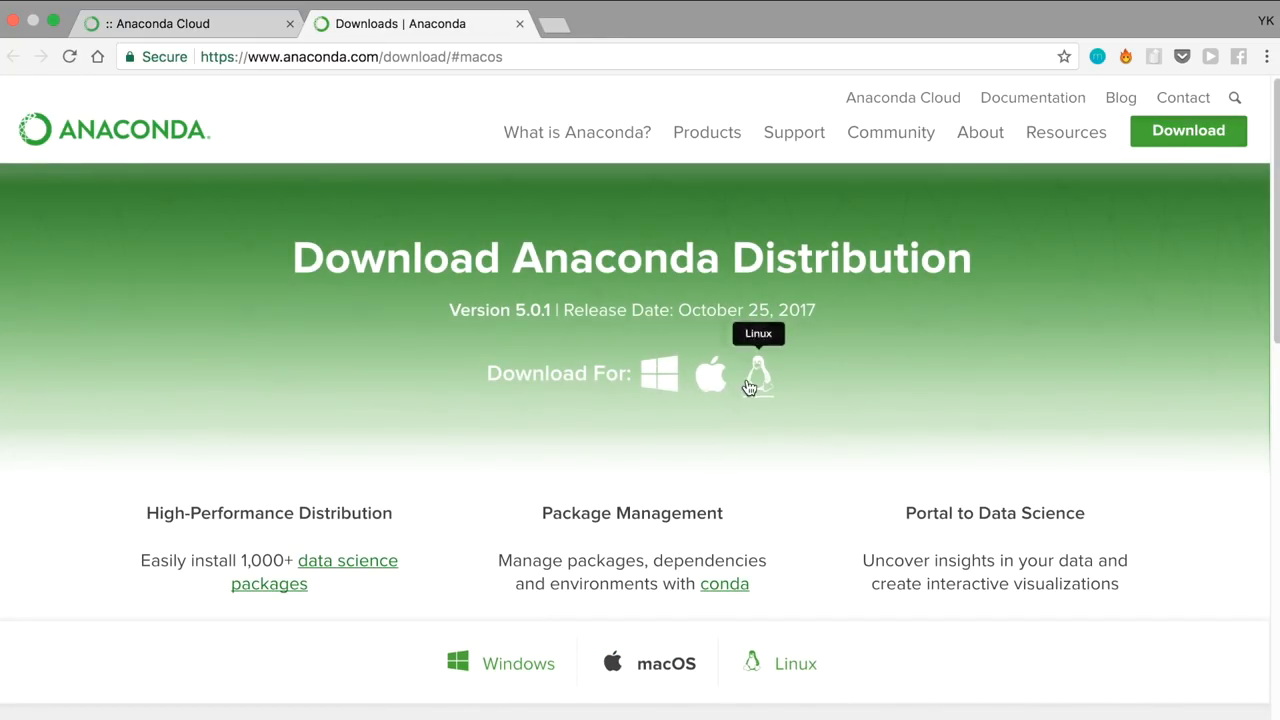 :: Anaconda Cloud
Downloads | Anaconda
YK
Secure
https://www.anaconda.com/download/#macos
Anaconda Cloud
Documentation
Blog
Contact
ANACONDA.
What is Anaconda?
Products
Support
Community
About
Resources
Download
Download Anaconda Distribution
Version 5.0.1 | Release Date: October 25, 2017
Linux
Download For:
High-Performance Distribution
Easily install 1,000+ data science
packages
Package Management
Manage packages, dependencies
and environments with conda
Portal to Data Science
Uncover insights in your data and
create interactive visualizations
Windows
macOS
Linux